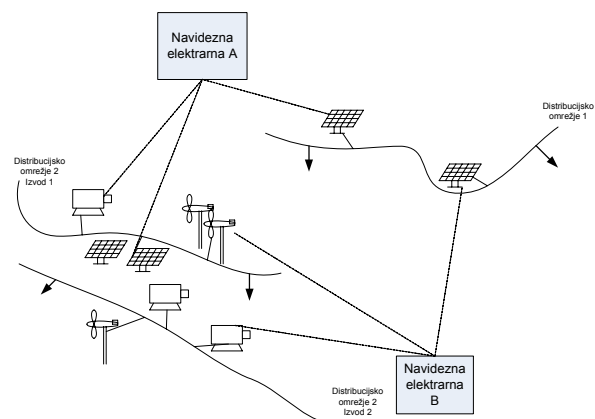 Navidezna
elektrarna A
Distribucijsko
omrežje 1
Distribucijsko
omrežje 2
Izvod 1
Navidezna
elektrarna
B
Distribucijsko
omrežje 2
Izvod 2